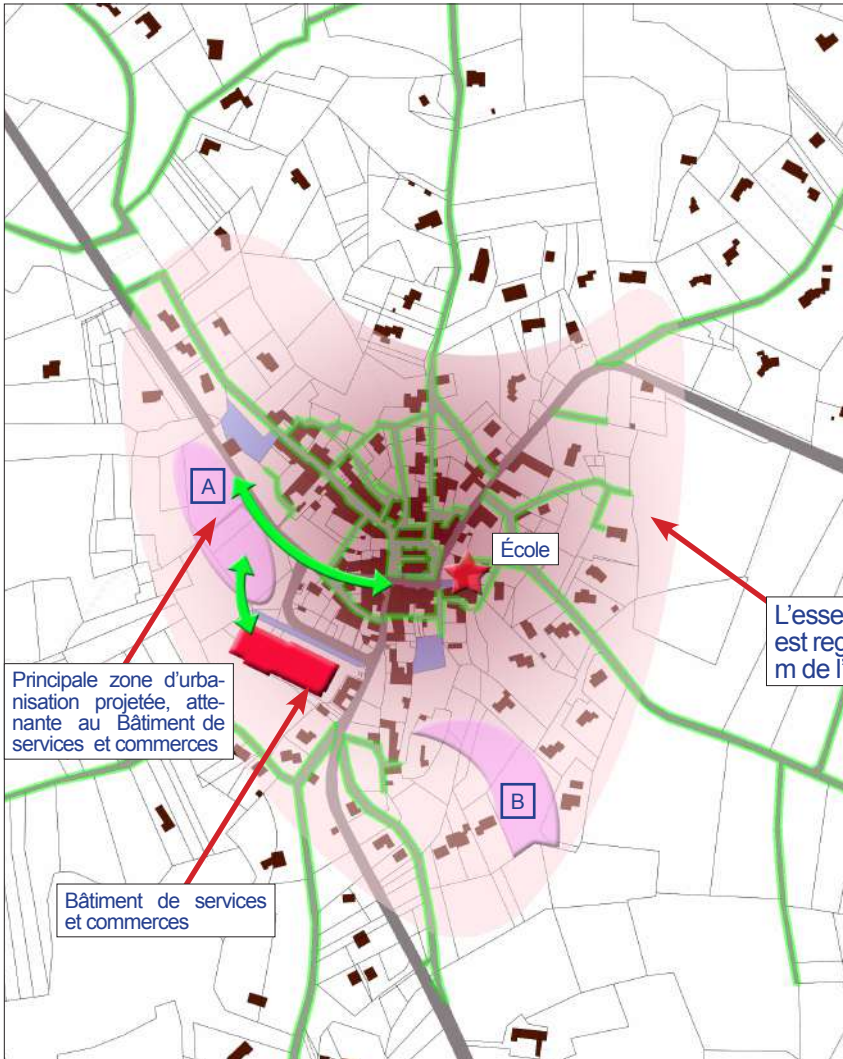 A
École
L'esse
est reg
m de l'
Principale zone d'urba-
nisation projetée, atte-
nante au Bâtiment de
services et commerces
B
Bâtiment de services
et commerces